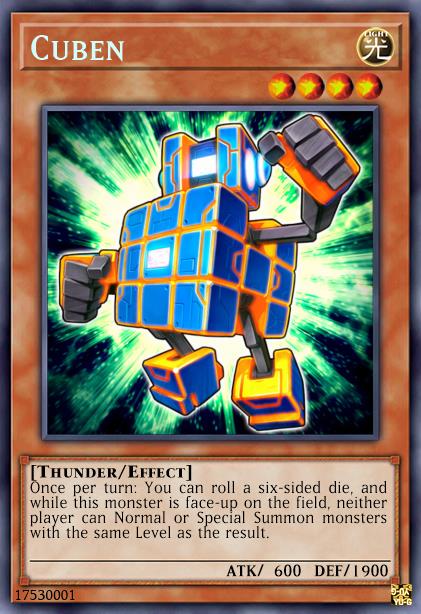 CUBEN
LIGHT
光
[THUNDER/EFFECT]
Once per turn: You can roll a six-sided die, and
while this monster is face-up on the field, neither
player can Normal or Special Summon monsters
with the same Level as the result.
ATK/ 600 DEF/1900
17530001